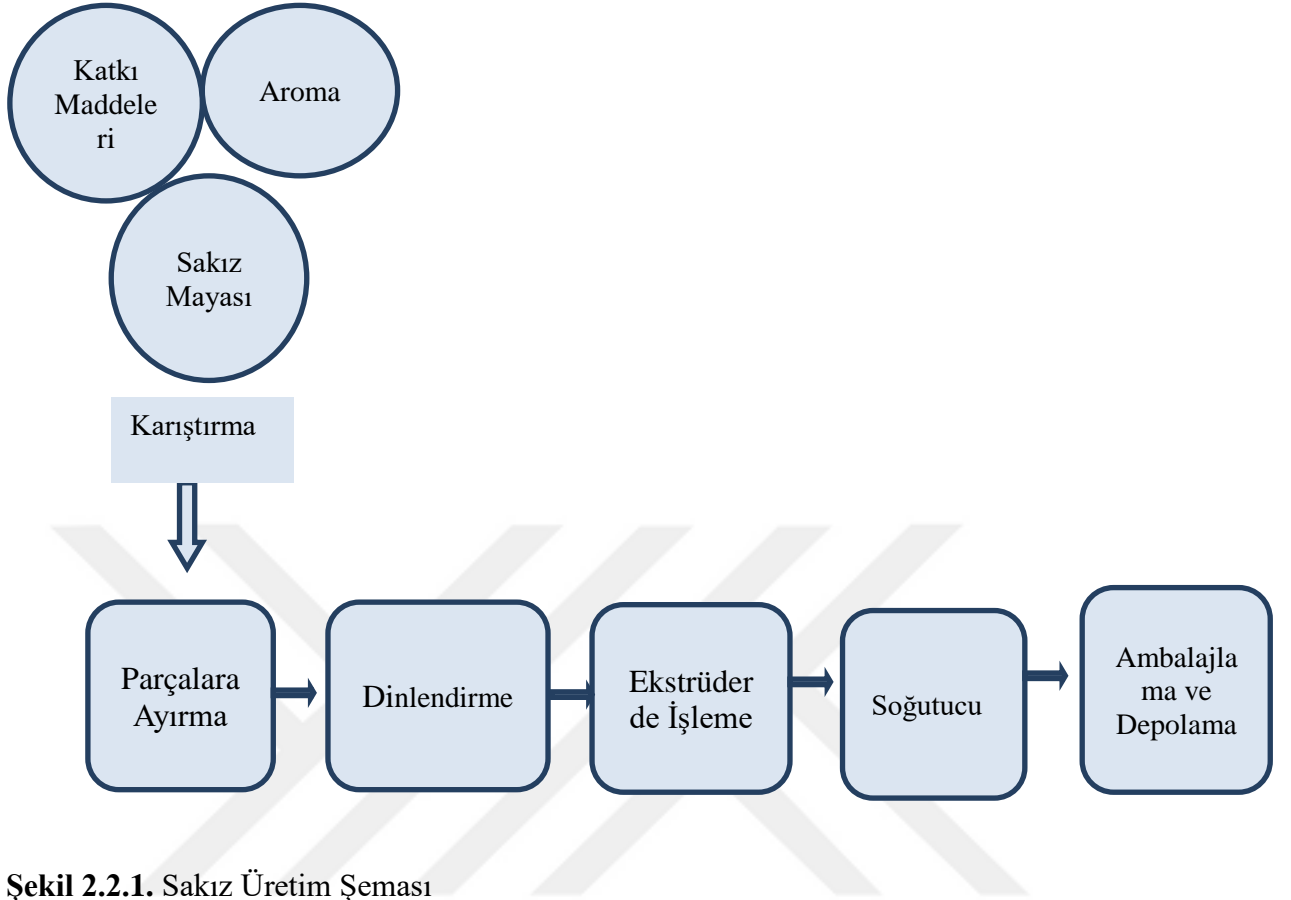 Katkı
Maddele
ri
Aroma
Sakız
Mayası
Karıştırma
Parçalara
Ayırma
Dinlendirme
Ekstrüder
de İşleme
Soğutucu
Ambalajla
ma ve
Depolama
Şekil 2.2.1. Sakız Üretim Şeması